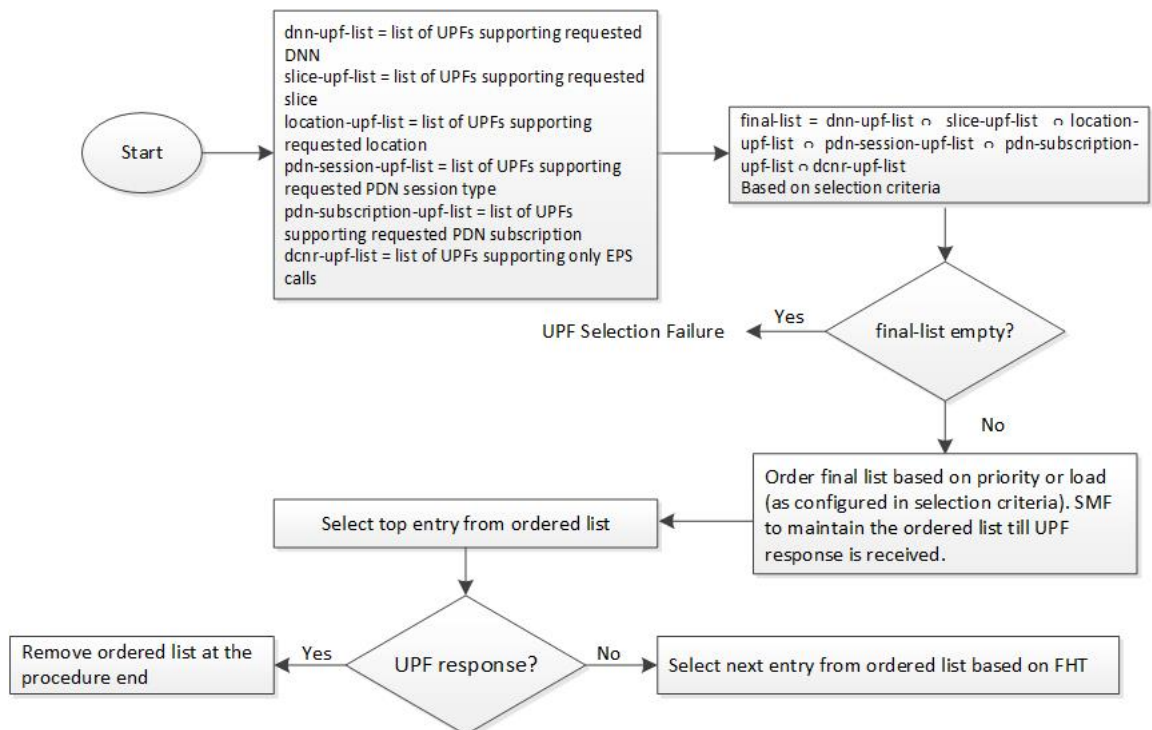 Start
dnn-upf-list = list of UPFs supporting requested
DNN
slice-upf-list = list of UPFs supporting requested
slice
location-upf-list = list of UPFs supporting
requested location
pdn-session-upf-list = list of UPFs supporting
requested PDN session type
pdn-subscription-upf-list = list of UPFs
supporting requested PDN subscription
dcnr-upf-list = list of UPFs supporting only EPS
calls
final-list = dnn-upf-list ∩ slice-upf-list ∩ location-
upf-list ∩ pdn-session-upf-list ∩ pdn-subscription-
upf-list ∩ dcnr-upf-list
Based on selection criteria
final-list empty?
Yes
UPF Selection Failure
No
Order final list based on priority or load
(as configured in selection criteria). SMF
to maintain the ordered list till UPF
response is received.
Select top entry from ordered list
UPF response?
Yes
Remove ordered list at the
procedure end
No
Select next entry from ordered list based on FHT